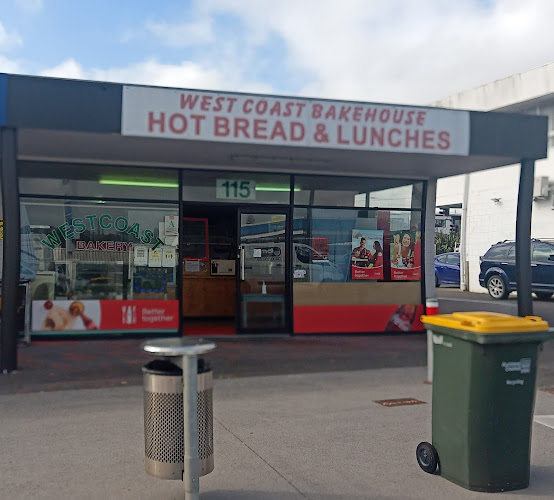 WEST COAST BAKEHOUSE
HOT BREAD & LUNCHES
115
WESTCOAST
BAKERY
Better
together